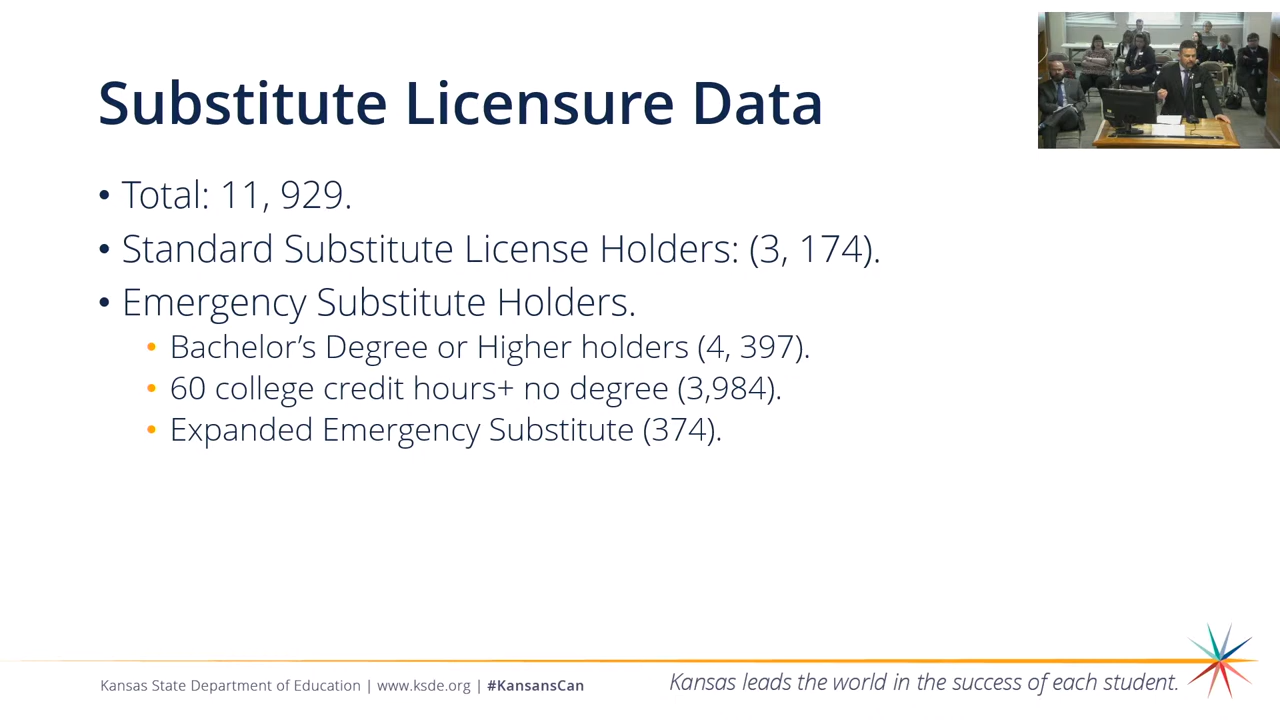 Substitute Licensure Data
• Total: 11, 929.
• Standard Substitute License Holders: (3, 174).
• Emergency Substitute Holders.
• Bachelor’s Degree or Higher holders (4, 397).
• 60 college credit hours+ no degree (3,984).
• Expanded Emergency Substitute (374).
Kansas State Department of Education | www.ksde.org | #KansansCan
Kansas leads the world in the success of each student.